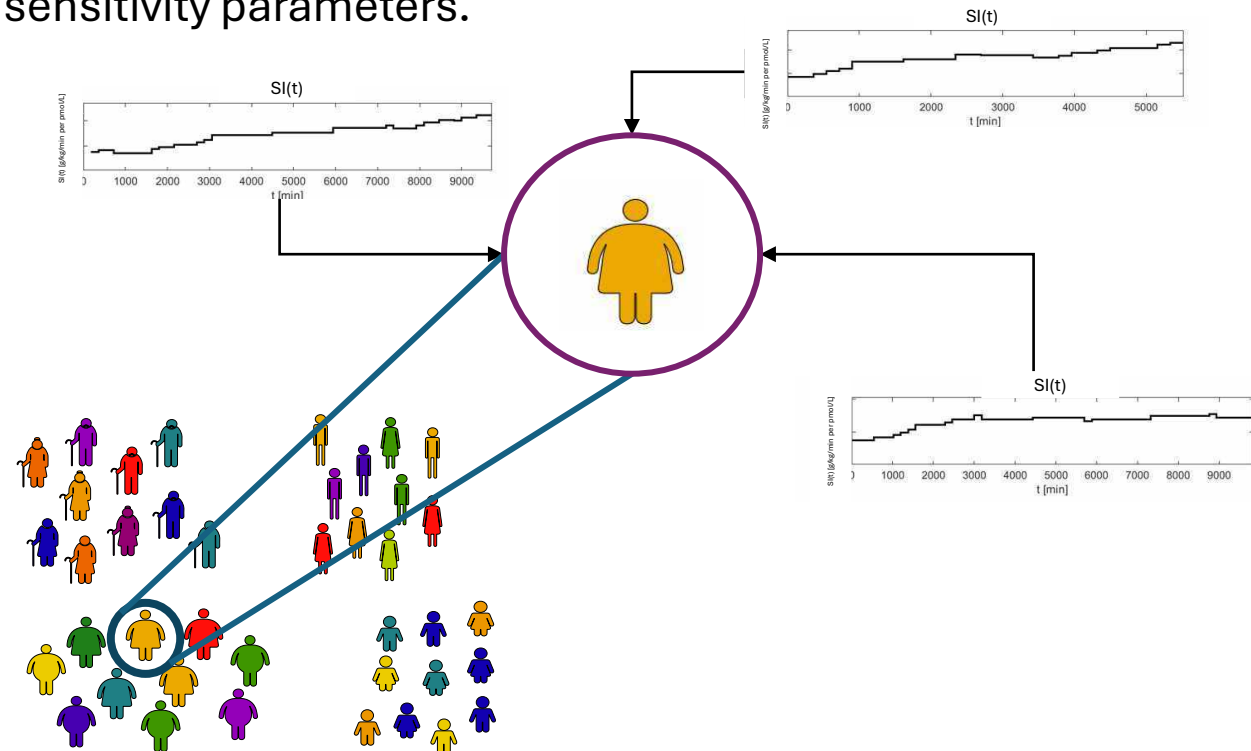 sensitivity parameters.
SI(t)
SI(t) [g/kg/min per pmol/L]
0 1000 2000 3000 4000 5000
t [min]
SI(t)
SI(t) [g/kg/min per pmol/L]
1000 2000 3000 4000 5000 6000 7000 8000 9000
t [min]
SI(t)
SI(t) [g/kg/min per pmol/L]
1000 2000 3000 4000 5000 6000 7000 8000 9000
t [min]